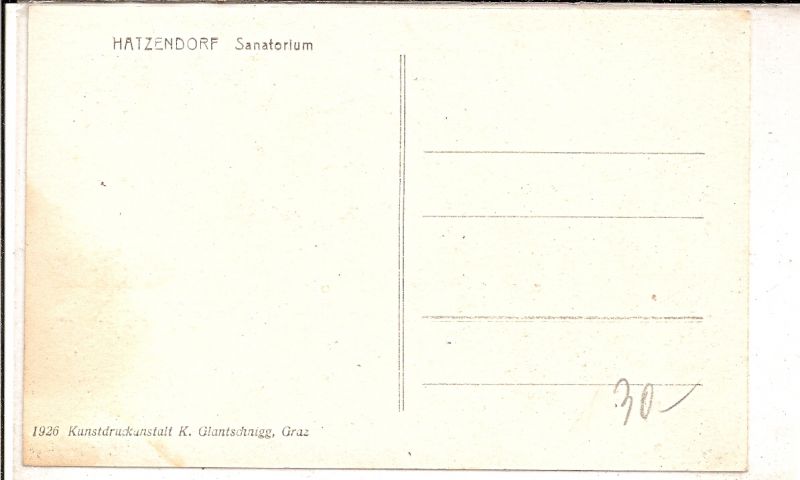 HATZENDORF Sanatorium
30-
1926 Kunstdruckanstalt K. Glantschnigg, Graz